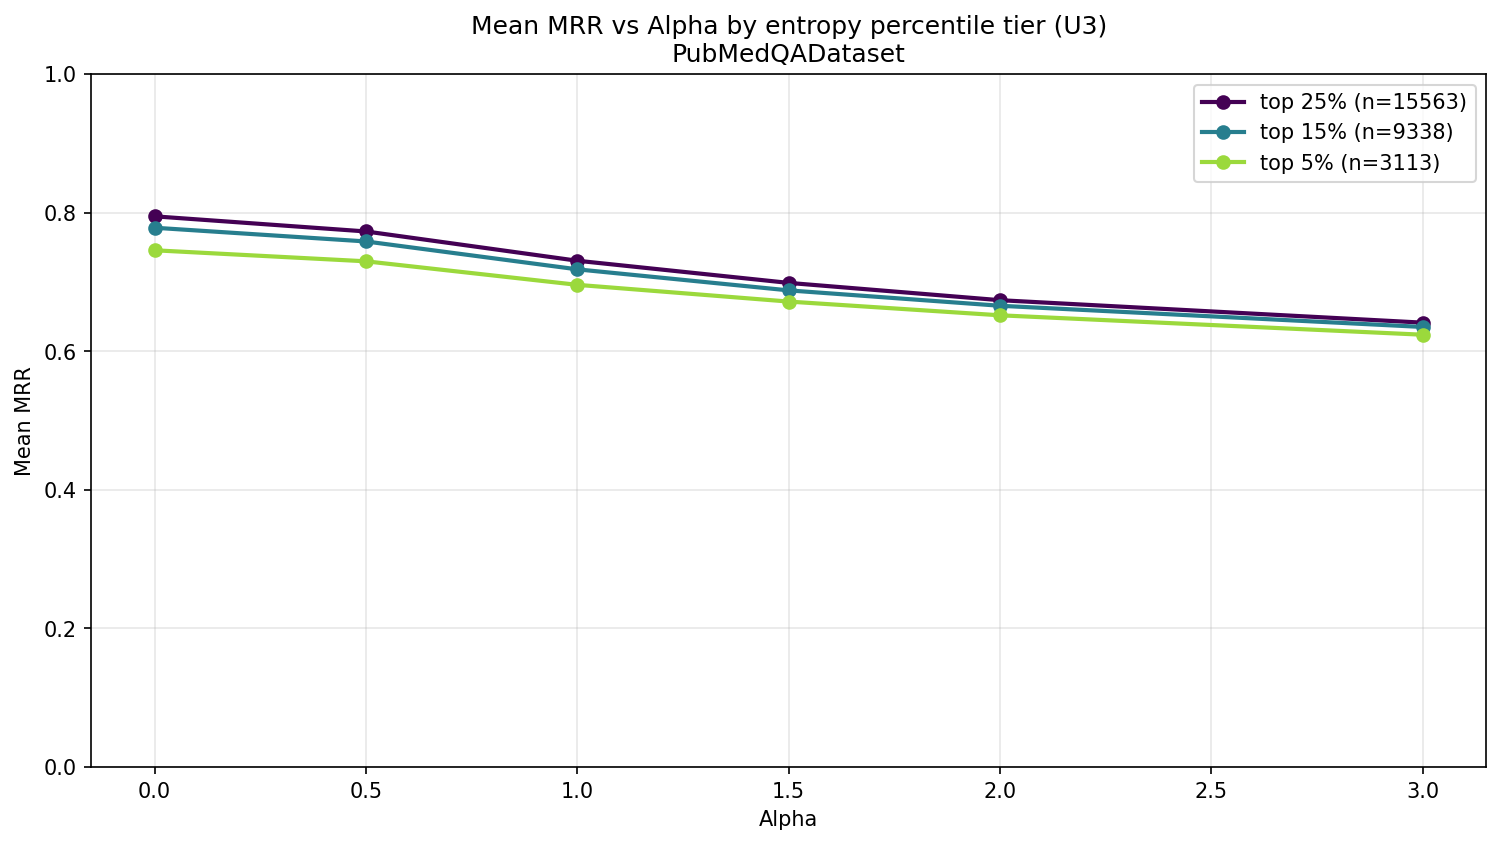 Mean MRR vs Alpha by entropy percentile tier (U3)
PubMedQADataset
top 25% (n=15563)
top 15% (n=9338)
top 5% (n=3113)
Mean MRR
1.0
0.8
0.6
0.4
0.2
0.0
0.0 0.5 1.0 1.5 2.0 2.5 3.0
Alpha